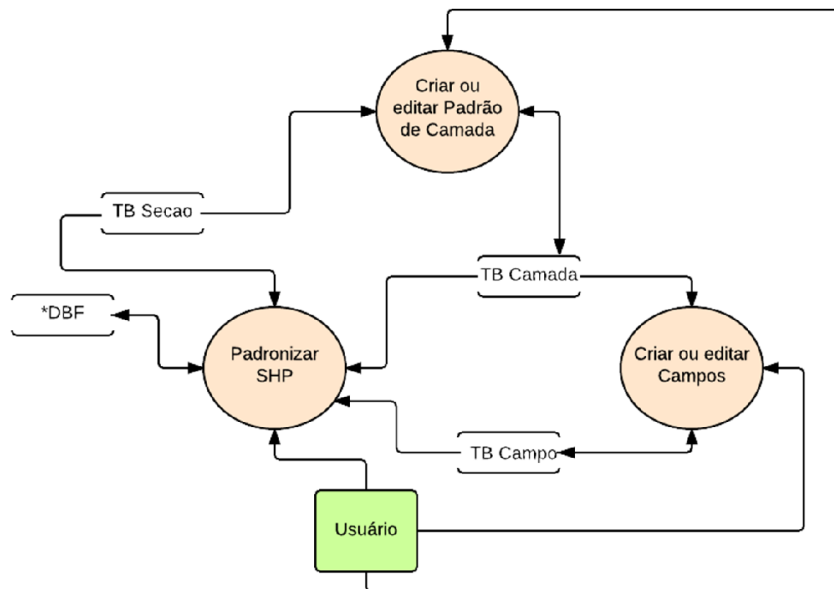 Criar ou
editar Padrão
de Camada
TB Secao
TB Camada
*DBF
Padronizar
SHP
Criar ou editar
Campos
TB Campo
Usuário